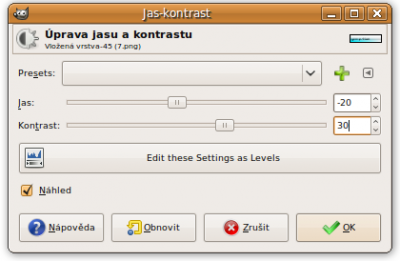 Jas-kontrast
Úprava jasu a kontrastu
Vložená vrstva-45 (7.png)
Presets:
Jas: -20
Kontrast: 30
Edit these Settings as Levels
Náhled
Nápověda Obnovit Zrušit OK